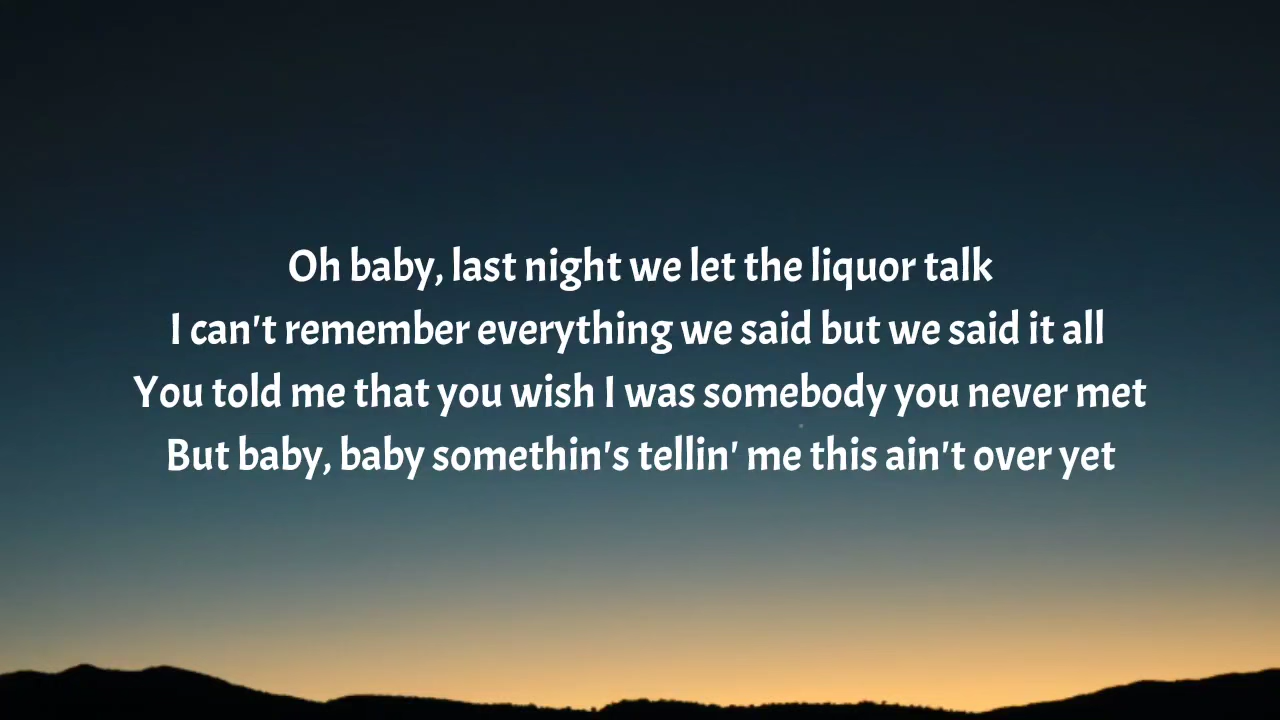 Oh baby, last night we let the liquor talk
I can't remember everything we said but we said it all
You told me that you wish I was somebody you never met
But baby, baby somethin's tellin' me this ain't over yet